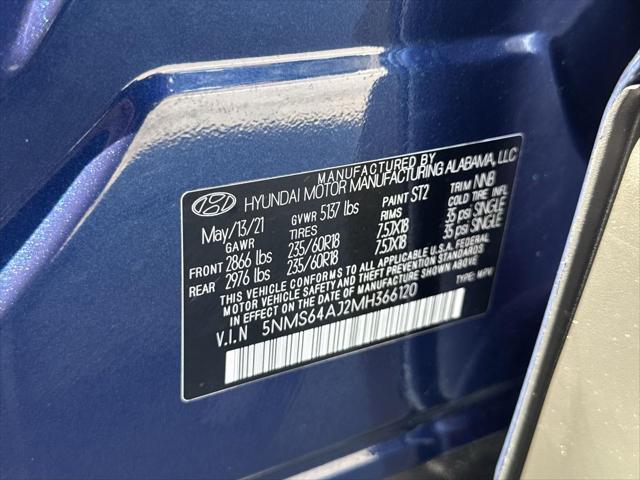 MANUFACTURED BY
HYUNDAI MOTOR MANUFACTURING ALABAMA, LLC
May/13/21 GVWR 5137 lbs PAINT ST2 TRIM NNB
GAWR TIRES RIMS COLD TIRE INFL
FRONT 2866 lbs 235/60R18 7.5JX18 35 psi SINGLE
REAR 2976 lbs 235/60R18 7.5JX18 35 psi SINGLE
THIS VEHICLE CONFORMS TO ALL APPLICABLE U.S. FEDERAL
MOTOR VEHICLE SAFETY AND THEFT PREVENTION STANDARDS
IN EFFECT ON THE DATE OF MANUFACTURE SHOWN ABOVE.
V.I.N 5NMS64AJ2MH366120 TYPE: MPV